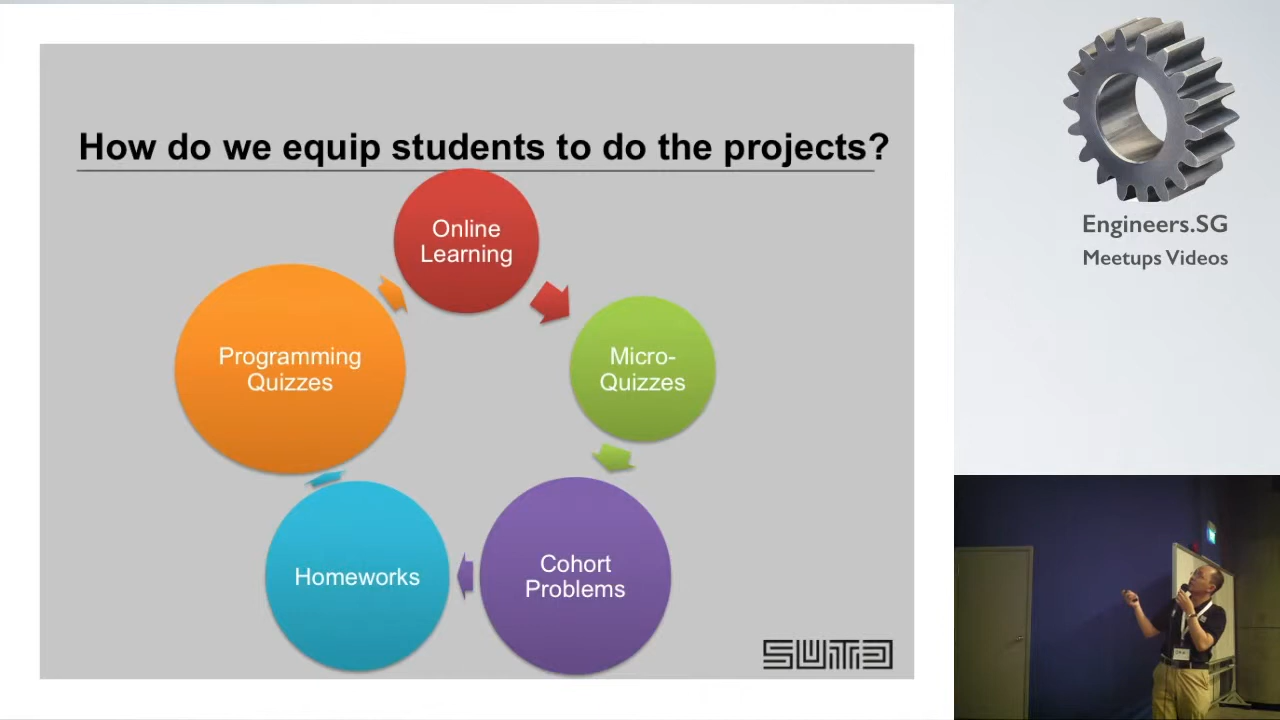 How do we equip students to do the projects?
Online
Learning
Micro-
Quizzes
Cohort
Problems
Homeworks
Programming
Quizzes
SUTD
Engineers.SG
Meetups Videos